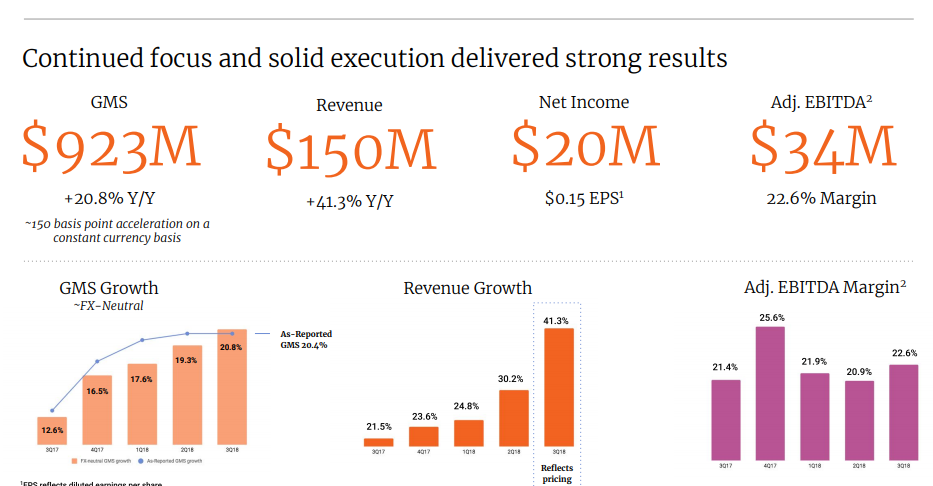 Continued focus and solid execution delivered strong results
GMS
$923M
+20.8% Y/Y
~150 basis point acceleration on a
constant currency basis
Revenue
$150M
+41.3% Y/Y
Net Income
$20M
$0.15 EPS¹
Adj. EBITDA²
$34M
22.6% Margin
GMS Growth
~FX-Neutral
As-Reported
GMS 20.4%
12.6%
16.5%
17.6%
19.3%
20.8%
3Q17
4Q17
1Q18
2Q18
3Q18
FX-neutral GMS growth
As-Reported GMS growth
Revenue Growth
21.5%
23.6%
24.8%
30.2%
41.3%
3Q17
4Q17
1Q18
2Q18
3Q18
Reflects
pricing
Adj. EBITDA Margin²
21.4%
25.6%
21.9%
20.9%
22.6%
3Q17
4Q17
1Q18
2Q18
3Q18
¹EPS reflects diluted earnings per share